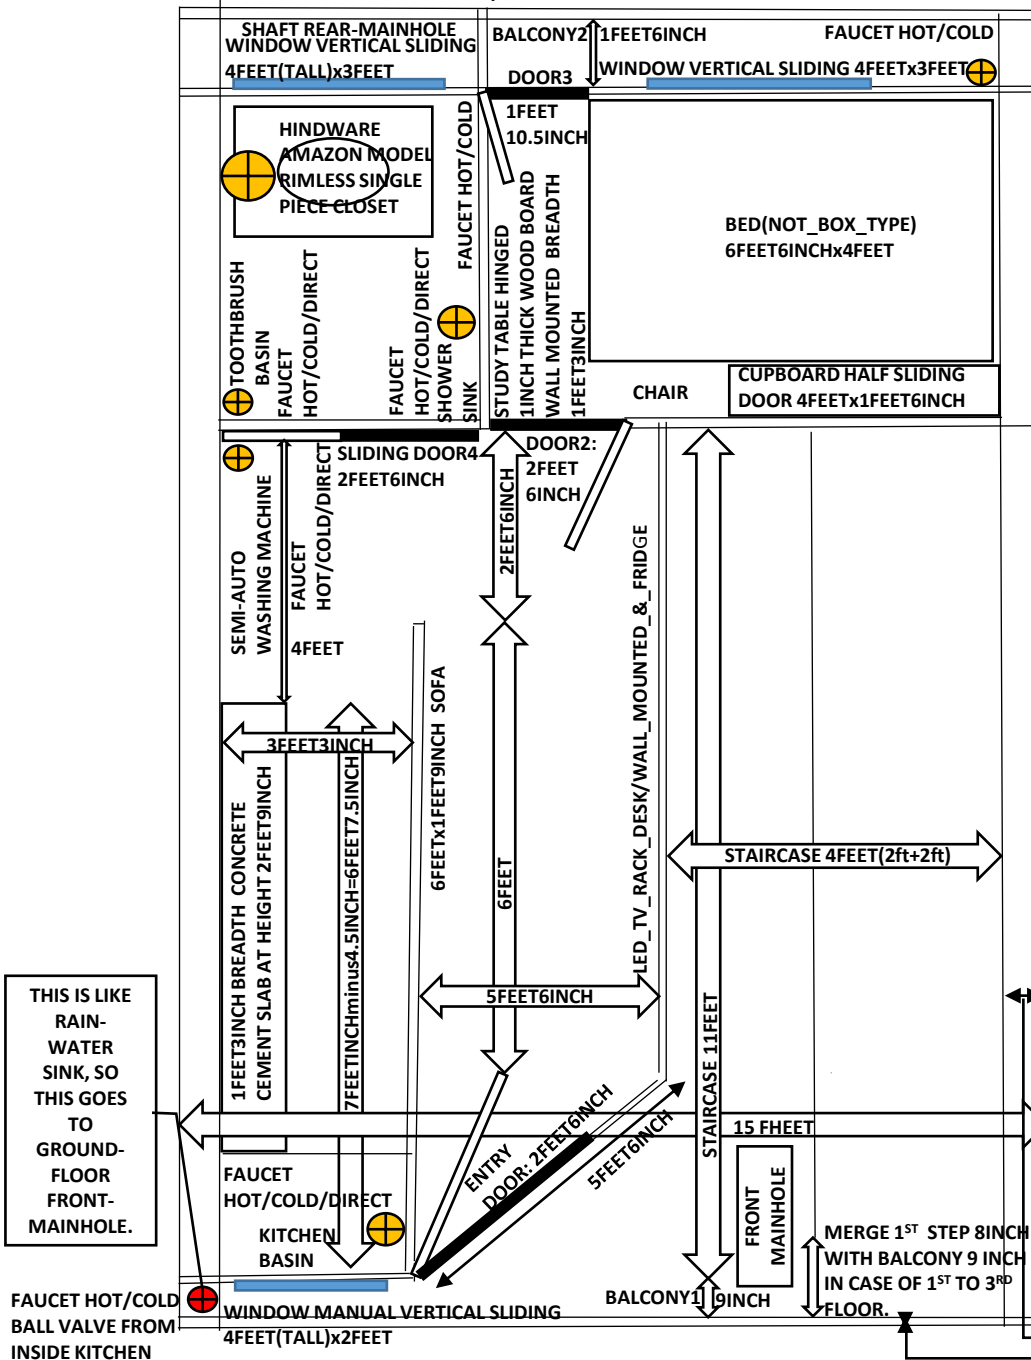 SHAFT REAR-MAINHOLE
WINDOW VERTICAL SLIDING
4FEET(TALL)x3FEET
BALCONY2
1FEET6INCH
FAUCET HOT/COLD
WINDOW VERTICAL SLIDING 4FEETx3FEET
DOOR3
1FEET
10.5INCH
HINDWARE
AMAZON MODEL
RIMLESS SINGLE
PIECE CLOSET
FAUCET HOT/COLD
BED(NOT_BOX_TYPE)
6FEET6INCHx4FEET
TOOTHBRUSH
BASIN
FAUCET
HOT/COLD/DIRECT
FAUCET
HOT/COLD/DIRECT
SHOWER
SINK
STUDY TABLE HINGED
1INCH THICK WOOD BOARD
WALL MOUNTED BREADTH
1FEET3INCH
CHAIR
CUPBOARD HALF SLIDING
DOOR 4FEETx1FEET6INCH
SLIDING DOOR4
2FEET6INCH
DOOR2:
2FEET
6INCH
2FEET6INCH
SEMI-AUTO
WASHING MACHINE
FAUCET
HOT/COLD/DIRECT
4FEET
3FEET3INCH
1FEET3INCH BREADTH CONCRETE
CEMENT SLAB AT HEIGHT 2FEET9INCH
7FEETINCHminus4.5INCH=6FEET7.5INCH
6FEETx1FEET9INCH SOFA
6FEET
LED_TV_RACK_DESK/WALL_MOUNTED_&_FRIDGE
STAIRCASE 4FEET(2ft+2ft)
5FEET6INCH
STAIRCASE 11FEET
THIS IS LIKE
RAIN-
WATER
SINK, SO
THIS GOES
TO
GROUND-
FLOOR
FRONT-
MAINHOLE.
15 FHEET
ENTRY
DOOR: 2FEET6INCH
5FEET6INCH
FAUCET
HOT/COLD/DIRECT
KITCHEN
BASIN
FRONT
MAINHOLE
MERGE 1ST STEP 8INCH
WITH BALCONY 9 INCH
IN CASE OF 1ST TO 3RD
FLOOR.
BALCONY1
9INCH
FAUCET HOT/COLD
BALL VALVE FROM
INSIDE KITCHEN
WINDOW MANUAL VERTICAL SLIDING
4FEET(TALL)x2FEET